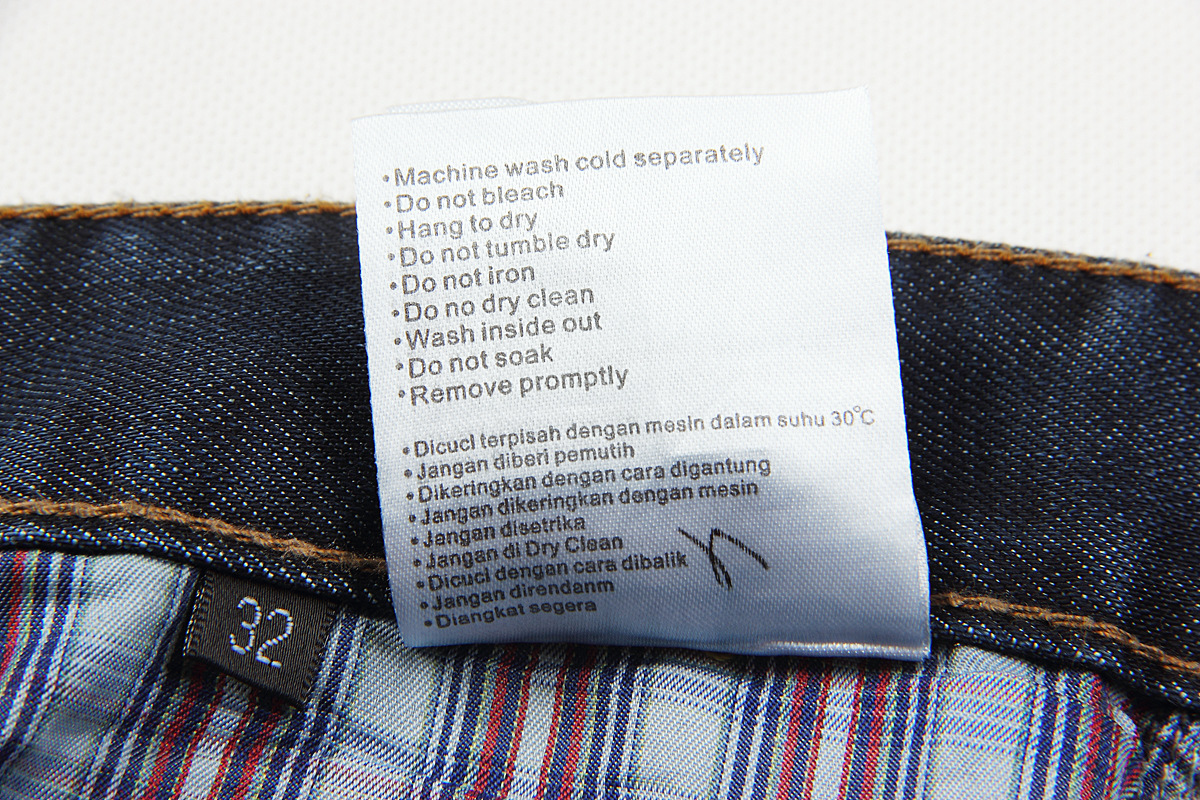 •Machine wash cold separately
•Do not bleach
•Hang to dry
•Do not tumble dry
•Do not iron
•Do no dry clean
•Wash inside out
•Do not soak
•Remove promptly
•Dicuci terpisah dengan mesin dalam suhu 30°C
•Jangan diberi pemutih
•Dikeringkan dengan cara digantung
•Jangan dikeringkan dengan mesin
•Jangan disetrika
•Jangan di Dry Clean
•Dicuci dengan cara dibalik
•Jangan direndanm
•Diangkat segera
32